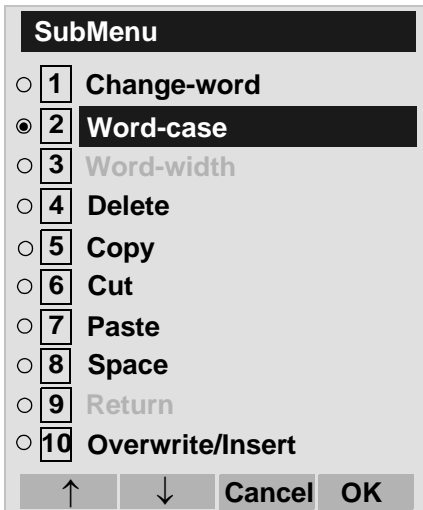 SubMenu
1 Change-word
2 Word-case
3 Word-width
4 Delete
5 Copy
6 Cut
7 Paste
8 Space
9 Return
10 Overwrite/Insert
↑ ↓ Cancel OK